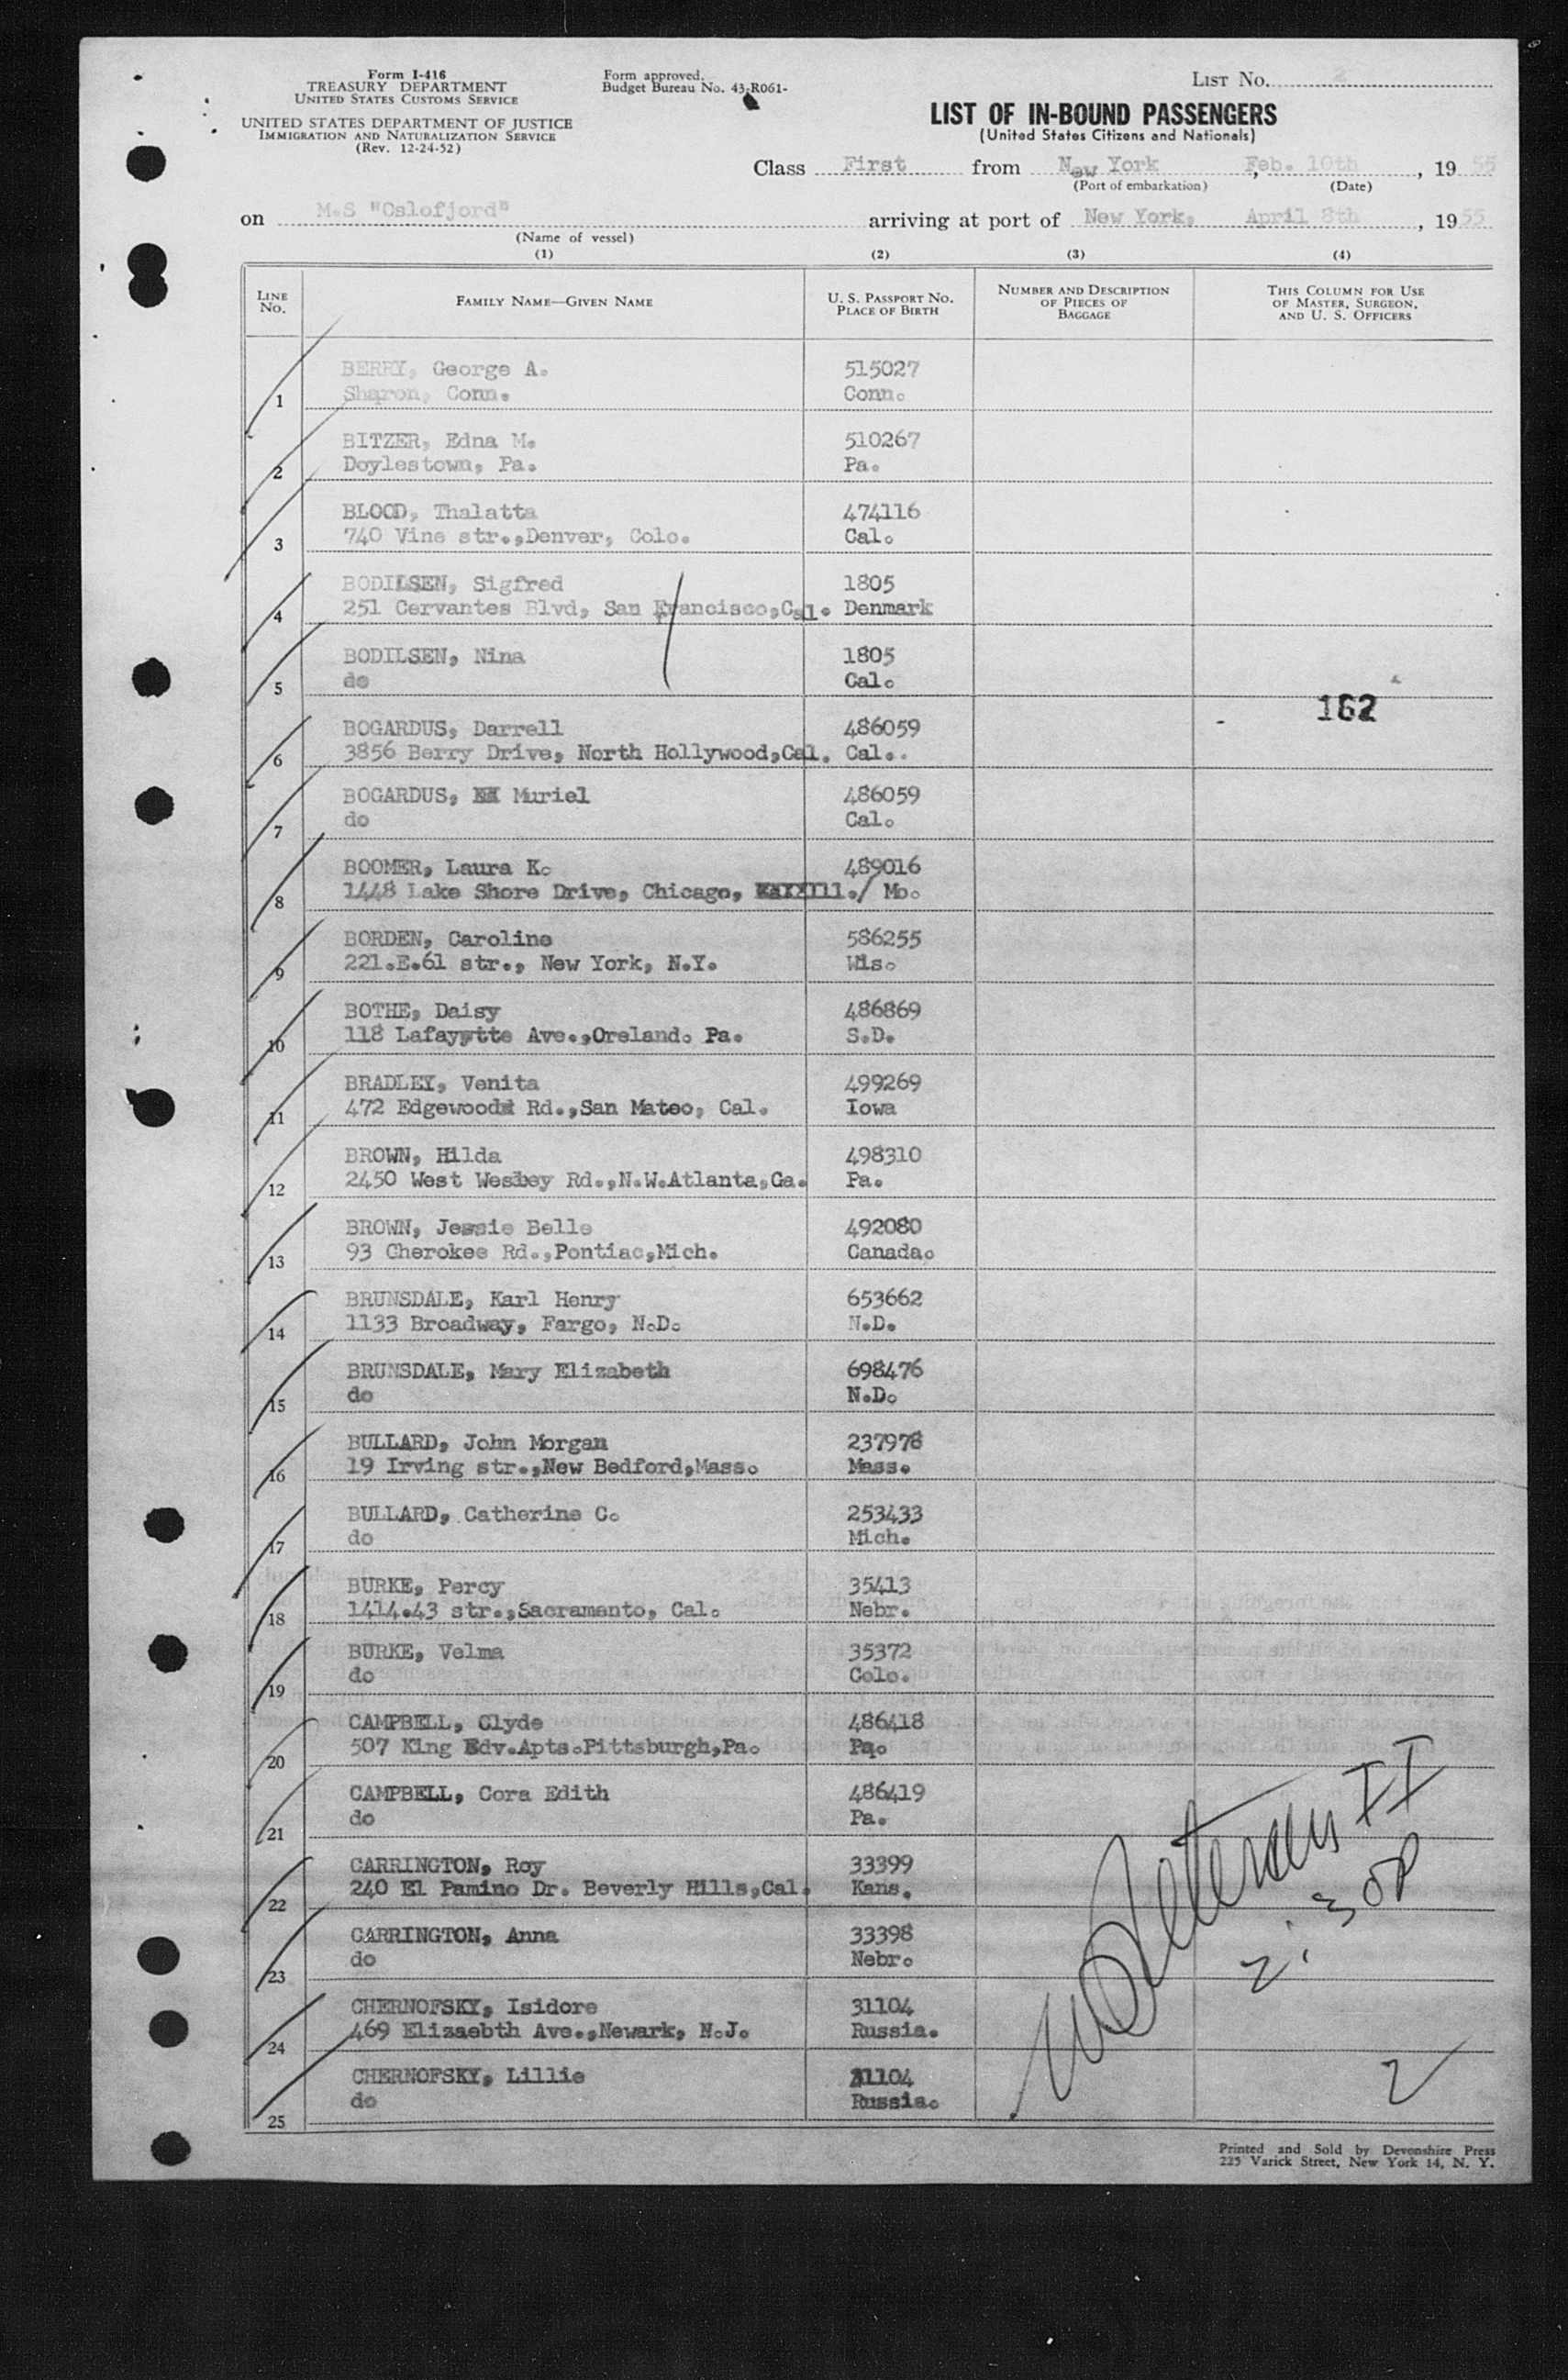 Form I-416
TREASURY DEPARTMENT
UNITED STATES CUSTOMS SERVICE
UNITED STATES DEPARTMENT OF JUSTICE
IMMIGRATION AND NATURALIZATION SERVICE
(Rev. 12-24-52)
Form approved.
Budget Bureau No. 43-R061-
LIST No. 2
LIST OF IN-BOUND PASSENGERS
(United States Citizens and Nationals)
Class First from New York, Feb. 10th, 1955
(Port of embarkation) (Date)
on M.S "Oslofjord" arriving at port of New York, April 8th, 1955
(Name of vessel)
(1) (2) (3) (4)
LINE No. FAMILY NAME—GIVEN NAME U. S. PASSPORT No. PLACE OF BIRTH NUMBER AND DESCRIPTION OF PIECES OF BAGGAGE THIS COLUMN FOR USE OF MASTER, SURGEON, AND U. S. OFFICERS
BERRY, George A. 515027
1 Sharon, Conn. Conn.
BITZER, Edna M. 510267
2 Doylestown, Pa. Pa.
BLOOD, Thalatta 474116
3 740 Vine str.,Denver, Colo. Cal.
BODILSEN, Sigfred 1805
4 251 Cervantes Blvd, San Francisco,Cal. Denmark
BODILSEN, Nina 1805
5 do Cal.
162
BOGARDUS, Darrell 486059
6 3856 Berry Drive, North Hollywood,Cal. Cal.
BOGARDUS, Muriel 486059
7 do Cal.
BOOMER, Laura K. 489016
8 1448 Lake Shore Drive, Chicago, Ill./ Mo.
BORDEN, Caroline 586255
9 221.E.61 str., New York, N.Y. Wis.
BOTHE, Daisy 486869
10 118 Lafayytte Ave.,Oreland. Pa. S.D.
BRADLEY, Venita 499269
11 472 Edgewood Rd.,San Mateo, Cal. Iowa
BROWN, Hilda 498310
12 2450 West Wesbey Rd.,N.W.Atlanta,Ga. Pa.
BROWN, Jessie Belle 492080
13 93 Cherokee Rd.,Pontiac,Mich. Canada.
BRUNSDALE, Karl Henry 653662
14 1133 Broadway, Fargo, N.D. N.D.
BRUNSDALE, Mary Elizabeth 698476
15 do N.D.
BULLARD, John Morgan 237978
16 19 Irving str.,New Bedford,Mass. Mass.
BULLARD, Catherine C. 253433
17 do Mich.
BURKE, Percy 35413
18 1414.43 str.,Sacramento, Cal. Nebr.
BURKE, Velma 35372
19 do Colo.
CAMPBELL, Clyde 486418
20 507 King Edv.Apts.Pittsburgh,Pa. Pa.
CAMPBELL, Cora Edith 486419
21 do Pa.
CARRINGTON, Roy 33399
22 240 El Pamino Dr. Beverly Hills,Cal. Kans.
CARRINGTON, Anna 33398
23 do Nebr.
CHERNOFSKY, Isidore 31104
24 469 Elizaebth Ave.,Newark, N.J. Russia.
CHERNOFSKY, Lillie 31104
25 do Russia.
Petersen II
2:30P
2
Printed and Sold by Devonshire Press
225 Varick Street, New York 14, N. Y.